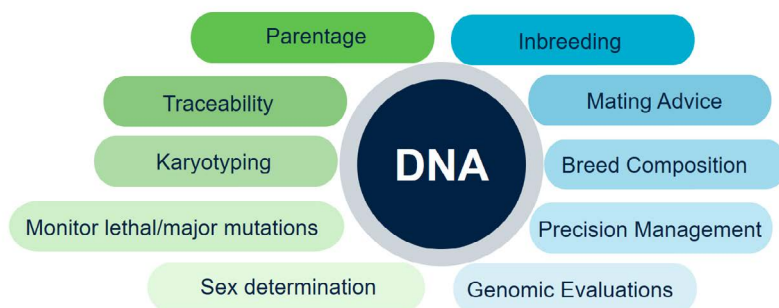 Parentage
Inbreeding
Traceability
Mating Advice
Karyotyping
DNA
Breed Composition
Monitor lethal/major mutations
Precision Management
Sex determination
Genomic Evaluations